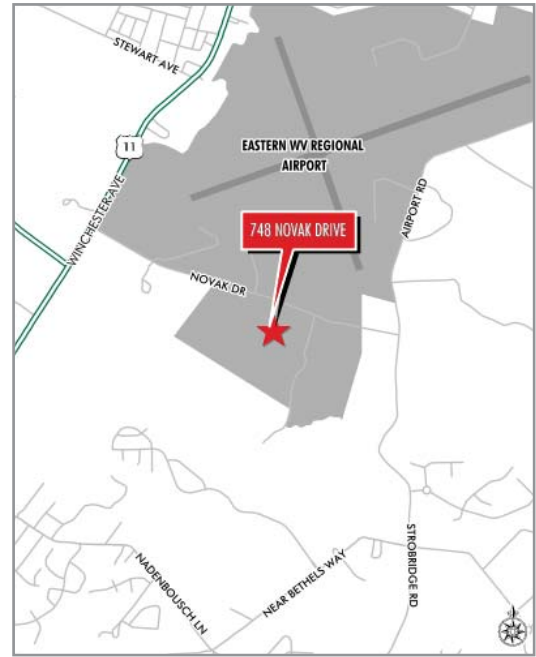 STEWART AVE
11
EASTERN WV REGIONAL
AIRPORT
WINCHESTER AVE
AIRPORT RD
748 NOVAK DRIVE
NOVAK DR
STROBRIDGE RD
NADENBOUSCH LN
NEAR BETHELS WAY